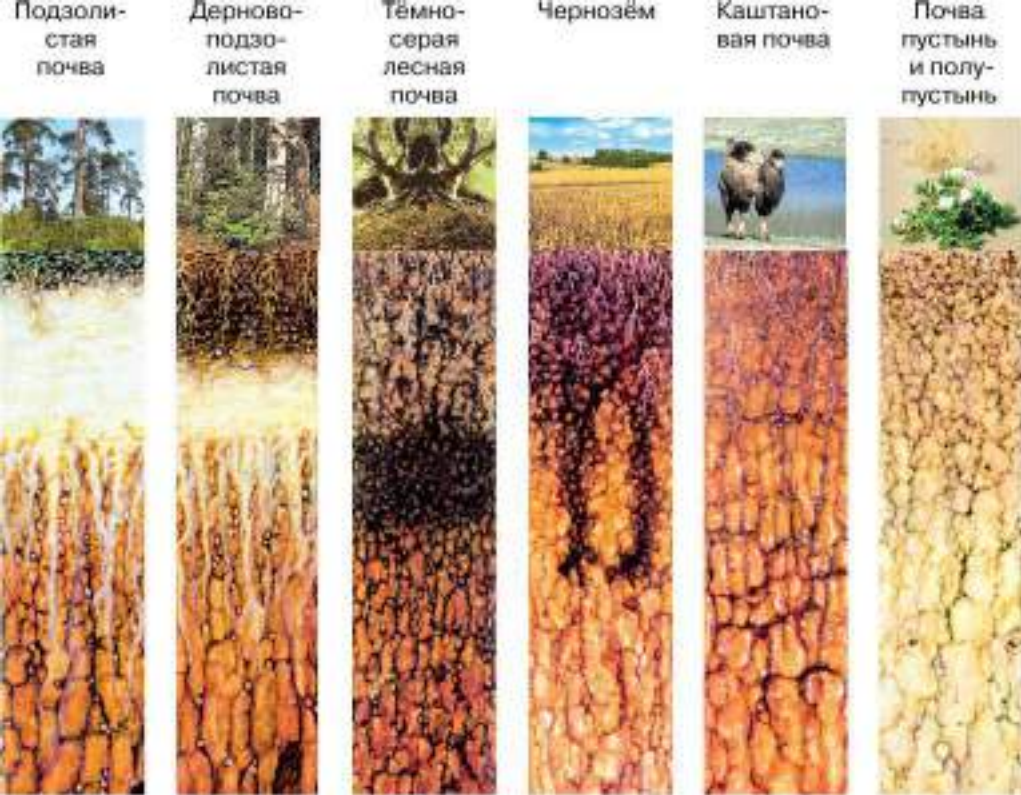 Подзоли-
стая
почва
Дерново-
подзо-
листая
почва
Тёмно-
серая
лесная
почва
Чернозём
Каштано-
вая почва
Почва
пустынь
и полу-
пустынь